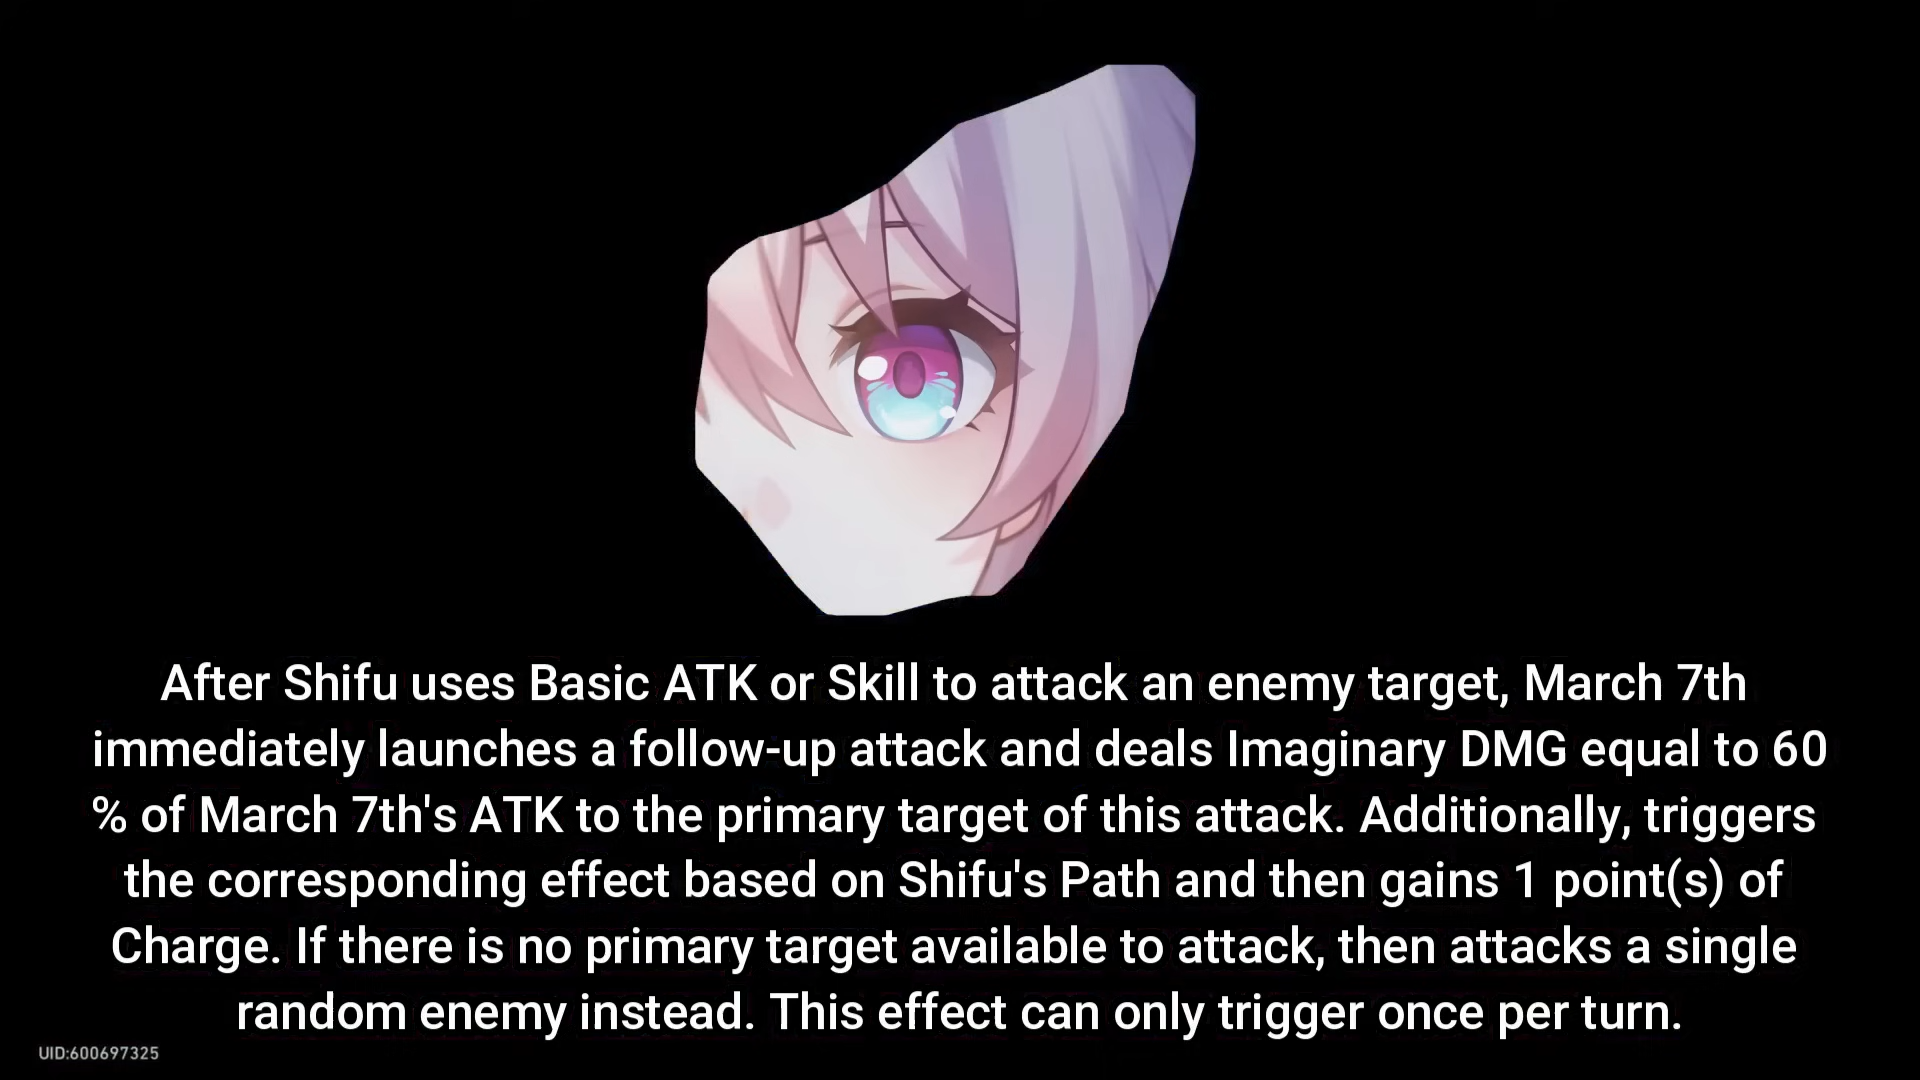 After Shifu uses Basic ATK or Skill to attack an enemy target, March 7th
immediately launches a follow-up attack and deals Imaginary DMG equal to 60
% of March 7th's ATK to the primary target of this attack. Additionally, triggers
the corresponding effect based on Shifu's Path and then gains 1 point(s) of
Charge. If there is no primary target available to attack, then attacks a single
random enemy instead. This effect can only trigger once per turn.
UID:600697325